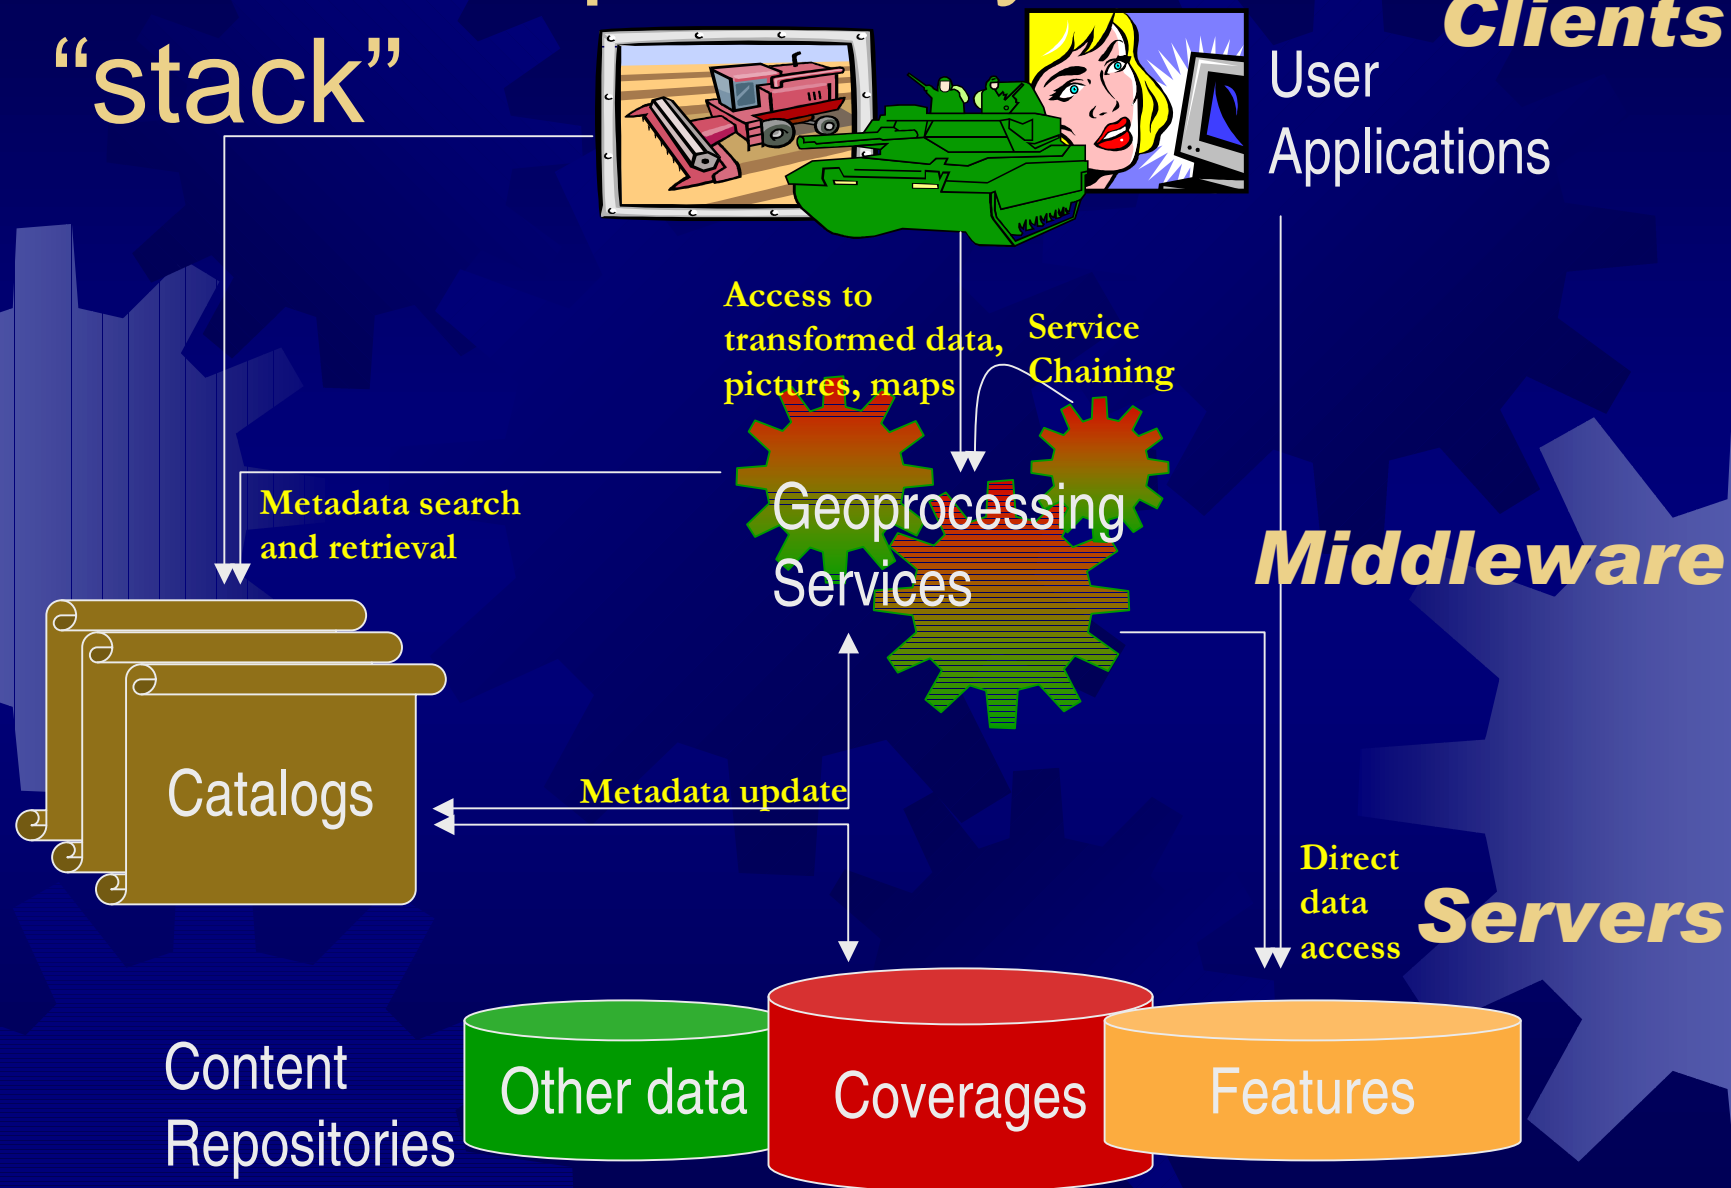 “stack”
Clients
User
Applications
Access to
transformed data,
pictures, maps
Service
Chaining
Metadata search
and retrieval
Geoprocessing
Services
Middleware
Catalogs
Metadata update
Direct
data
access
Servers
Content
Repositories
Other data
Coverages
Features